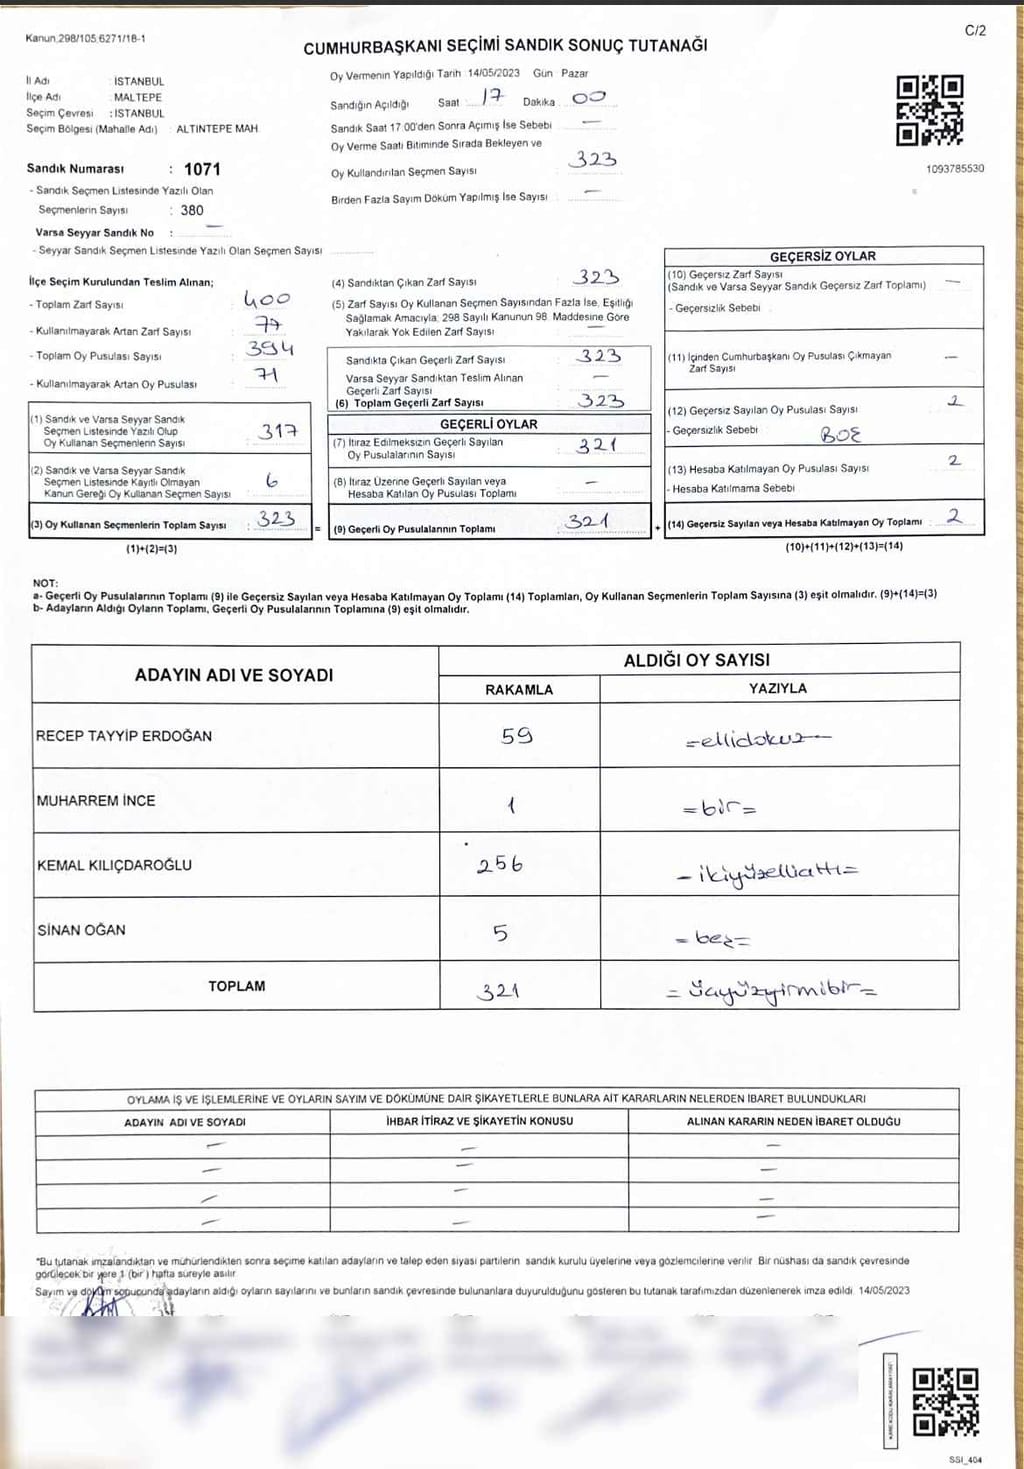 Kanun 298/105,6271/18-1
C/2
CUMHURBAŞKANI SEÇİMİ SANDIK SONUÇ TUTANAĞI
İl Adı : İSTANBUL
İlçe Adı : MALTEPE
Seçim Çevresi : İSTANBUL
Seçim Bölgesi (Mahalle Adı) : ALTINTEPE MAH.
Sandık Numarası : 1071
- Sandık Seçmen Listesinde Yazılı Olan
Seçmenlerin Sayısı : 380
Varsa Seyyar Sandık No : —
- Seyyar Sandık Seçmen Listesinde Yazılı Olan Seçmen Sayısı
Oy Vermenin Yapıldığı Tarih : 14/05/2023 Gün : Pazar
Sandığın Açıldığı Saat : 17 Dakika : 00
Sandık Saat 17:00'den Sonra Açılmış İse Sebebi : —
Oy Verme Saati Bitiminde Sırada Bekleyen ve
Oy Kullandırılan Seçmen Sayısı : 323
Birden Fazla Sayım Döküm Yapılmış İse Sayısı : —
1093785530
İlçe Seçim Kurulundan Teslim Alınan;
- Toplam Zarf Sayısı : 400
- Kullanılmayarak Artan Zarf Sayısı : 77
- Toplam Oy Pusulası Sayısı : 394
- Kullanılmayarak Artan Oy Pusulası : 71
(1) Sandık ve Varsa Seyyar Sandık
Seçmen Listesinde Yazılı Olup
Oy Kullanan Seçmenlerin Sayısı : 317
(2) Sandık ve Varsa Seyyar Sandık
Seçmen Listesinde Kayıtlı Olmayan
Kanun Gereği Oy Kullanan Seçmen Sayısı : 6
(3) Oy Kullanan Seçmenlerin Toplam Sayısı : 323
(1)+(2)=(3)
(4) Sandıktan Çıkan Zarf Sayısı : 323
(5) Zarf Sayısı Oy Kullanan Seçmen Sayısından Fazla İse, Eşitliği
Sağlamak Amacıyla; 298 Sayılı Kanunun 98. Maddesine Göre
Yakılarak Yok Edilen Zarf Sayısı : —
Sandıkta Çıkan Geçerli Zarf Sayısı : 323
Varsa Seyyar Sandıktan Teslim Alınan
Geçerli Zarf Sayısı : —
(6) Toplam Geçerli Zarf Sayısı : 323
GEÇERLİ OYLAR
(7) İtiraz Edilmeksizin Geçerli Sayılan
Oy Pusulalarının Sayısı : 321
(8) İtiraz Üzerine Geçerli Sayılan veya
Hesaba Katılan Oy Pusulası Toplamı : —
= (9) Geçerli Oy Pusulalarının Toplamı : 321
GEÇERSİZ OYLAR
(10) Geçersiz Zarf Sayısı
(Sandık ve Varsa Seyyar Sandık Geçersiz Zarf Toplamı) : —
- Geçersizlik Sebebi :
(11) İçinden Cumhurbaşkanı Oy Pusulası Çıkmayan
Zarf Sayısı : —
(12) Geçersiz Sayılan Oy Pusulası Sayısı : 2
- Geçersizlik Sebebi :
(13) Hesaba Katılmayan Oy Pusulası Sayısı : 2
- Hesaba Katılmama Sebebi :
+ (14) Geçersiz Sayılan veya Hesaba Katılmayan Oy Toplamı : 2
(10)+(11)+(12)+(13)=(14)
NOT:
a- Geçerli Oy Pusulalarının Toplamı (9) ile Geçersiz Sayılan veya Hesaba Katılmayan Oy Toplamı (14) Toplamları, Oy Kullanan Seçmenlerin Toplam Sayısına (3) eşit olmalıdır. (9)+(14)=(3)
b- Adayların Aldığı Oyların Toplamı, Geçerli Oy Pusulalarının Toplamına (9) eşit olmalıdır.
ADAYIN ADI VE SOYADI ALDIĞI OY SAYISI
RAKAMLA YAZIYLA
RECEP TAYYİP ERDOĞAN 59 =ellidokuz—
MUHARREM İNCE 1 =bir=
KEMAL KILIÇDAROĞLU 256 - ikiyüzelliattı=
SİNAN OĞAN 5 =beş=
TOPLAM 321 = üçyüzyirmibir=
OYLAMA İŞ VE İŞLEMLERİNE VE OYLARIN SAYIM VE DÖKÜMÜNE DAİR ŞİKAYETLERLE BUNLARA AİT KARARLARIN NELERDEN İBARET BULUNDUKLARI
ADAYIN ADI VE SOYADI İHBAR İTİRAZ VE ŞİKAYETİN KONUSU ALINAN KARARIN NEDEN İBARET OLDUĞU
— — —
— — —
— — —
— — —
*Bu tutanak imzalandıktan ve mühürlendikten sonra seçime katılan adayların ve talep eden siyasi partilerin sandık kurulu üyelerine veya gözlemcilerine verilir. Bir nüshası da sandık çevresinde
görülecek bir yere 1 (bir) hafta süreyle asılır.
Sayım ve döküm sonucunda adayların aldığı oyların sayılarını ve bunların sandık çevresinde bulunanlara duyurulduğunu gösteren bu tutanak tarafımızdan düzenlenerek imza edildi. 14/05/2023
SSI_404